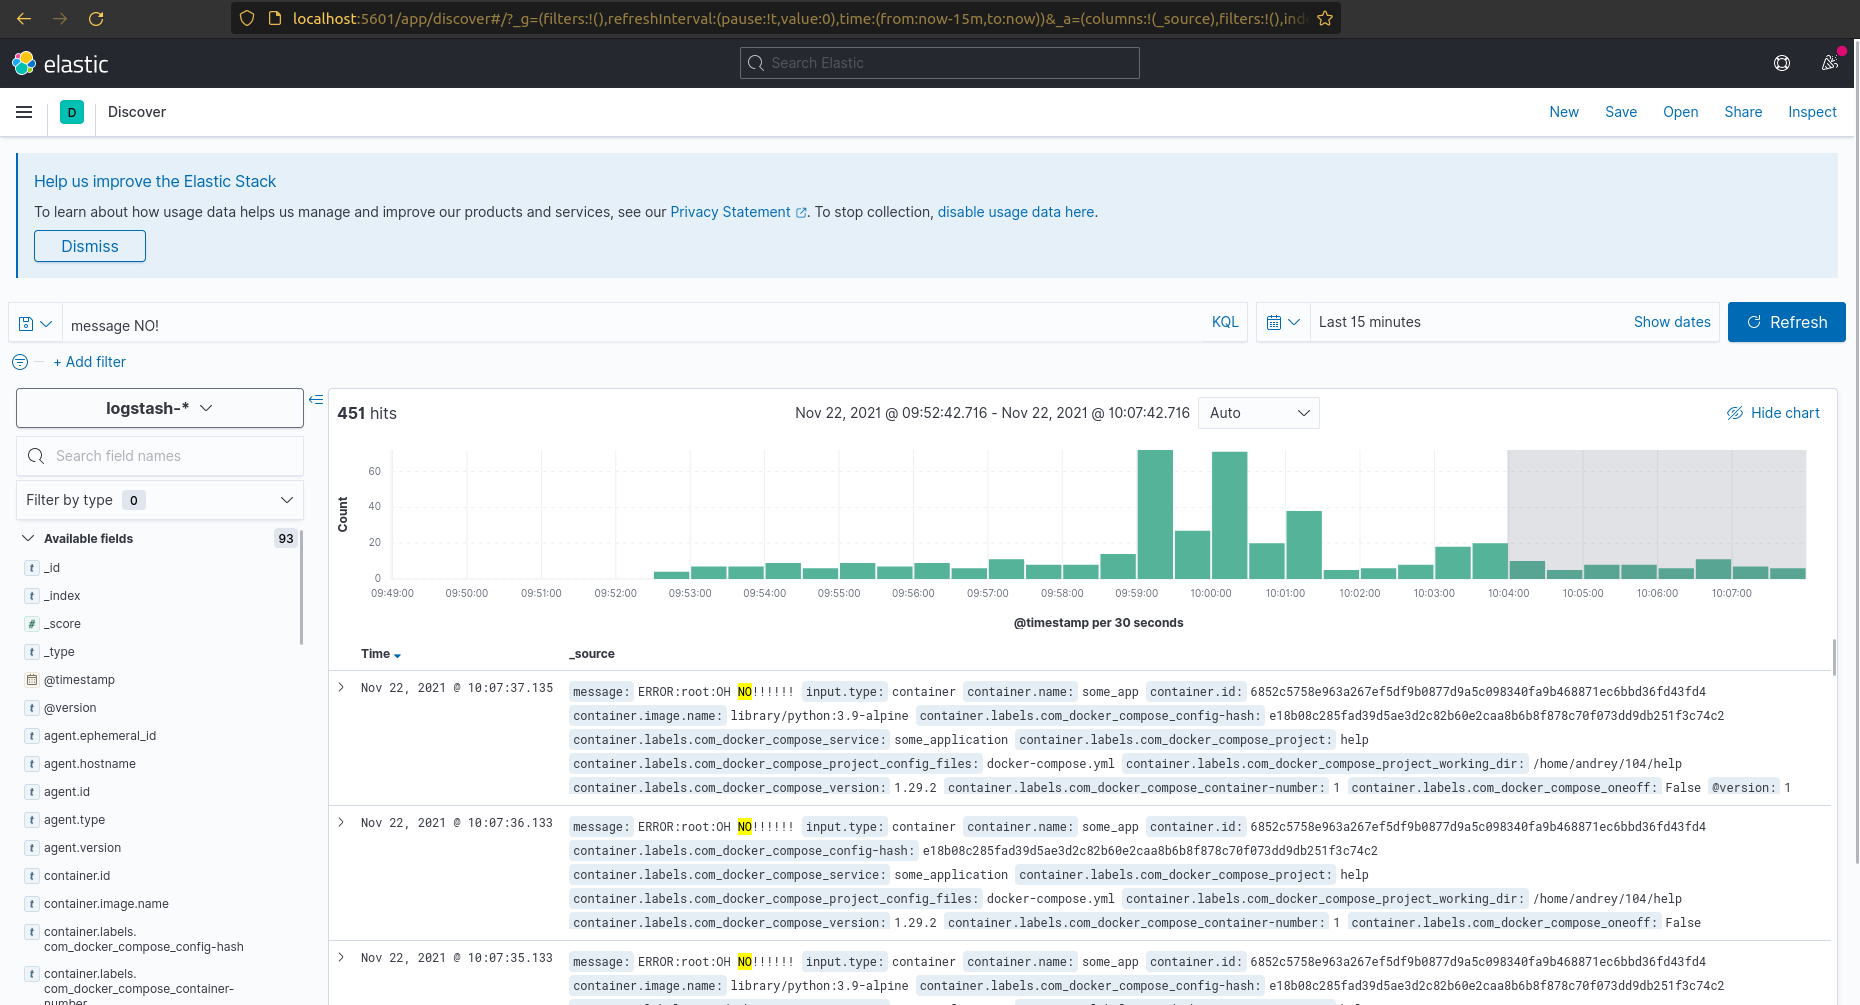 localhost:5601/app/discover#/?_g=(filters:!(),refreshInterval:(pause:!t,value:0),time:(from:now-15m,to:now))&_a=(columns:!(_source),filters:!(),ind
elastic
Search Elastic
D
Discover
New Save Open Share Inspect
Help us improve the Elastic Stack
To learn about how usage data helps us manage and improve our products and services, see our Privacy Statement. To stop collection, disable usage data here.
Dismiss
message NO!
KQL
Last 15 minutes
Show dates
Refresh
+ Add filter
logstash-*
Search field names
Filter by type 0
Available fields 93
t _id
t _index
# _score
t _type
@timestamp
t @version
t agent.ephemeral_id
t agent.hostname
t agent.id
t agent.type
t agent.version
t container.id
t container.image.name
t container.labels.
com_docker_compose_config-hash
t container.labels.
com_docker_compose_container-
number
451 hits
Nov 22, 2021 @ 09:52:42.716 - Nov 22, 2021 @ 10:07:42.716
Auto
Hide chart
Count
60
40
20
0
09:49:00 09:50:00 09:51:00 09:52:00 09:53:00 09:54:00 09:55:00 09:56:00 09:57:00 09:58:00 09:59:00 10:00:00 10:01:00 10:02:00 10:03:00 10:04:00 10:05:00 10:06:00 10:07:00
@timestamp per 30 seconds
Time _source
Nov 22, 2021 @ 10:07:37.135 message: ERROR:root:OH NO!!!!!! input.type: container container.name: some_app container.id: 6852c5758e963a267ef5df9b0877d9a5c098340fa9b468871ec6bbd36fd43fd4
container.image.name: library/python:3.9-alpine container.labels.com_docker_compose_config-hash: e18b08c285fad39d5ae3d2c82b60e2caa8b6b8f878c70f073dd9db251f3c74c2
container.labels.com_docker_compose_service: some_application container.labels.com_docker_compose_project: help
container.labels.com_docker_compose_project_config_files: docker-compose.yml container.labels.com_docker_compose_project_working_dir: /home/andrey/104/help
container.labels.com_docker_compose_version: 1.29.2 container.labels.com_docker_compose_container-number: 1 container.labels.com_docker_compose_oneoff: False @version: 1
Nov 22, 2021 @ 10:07:36.133 message: ERROR:root:OH NO!!!!!! input.type: container container.name: some_app container.id: 6852c5758e963a267ef5df9b0877d9a5c098340fa9b468871ec6bbd36fd43fd4
container.labels.com_docker_compose_config-hash: e18b08c285fad39d5ae3d2c82b60e2caa8b6b8f878c70f073dd9db251f3c74c2
container.labels.com_docker_compose_service: some_application container.labels.com_docker_compose_project: help
container.labels.com_docker_compose_project_config_files: docker-compose.yml container.labels.com_docker_compose_project_working_dir: /home/andrey/104/help
container.labels.com_docker_compose_version: 1.29.2 container.labels.com_docker_compose_container-number: 1 container.labels.com_docker_compose_oneoff: False
Nov 22, 2021 @ 10:07:35.133 message: ERROR:root:OH NO!!!!!! input.type: container container.name: some_app container.id: 6852c5758e963a267ef5df9b0877d9a5c098340fa9b468871ec6bbd36fd43fd4
container.image.name: library/python:3.9-alpine container.labels.com_docker_compose_config-hash: e18b08c285fad39d5ae3d2c82b60e2caa8b6b8f878c70f073dd9db251f3c74c2